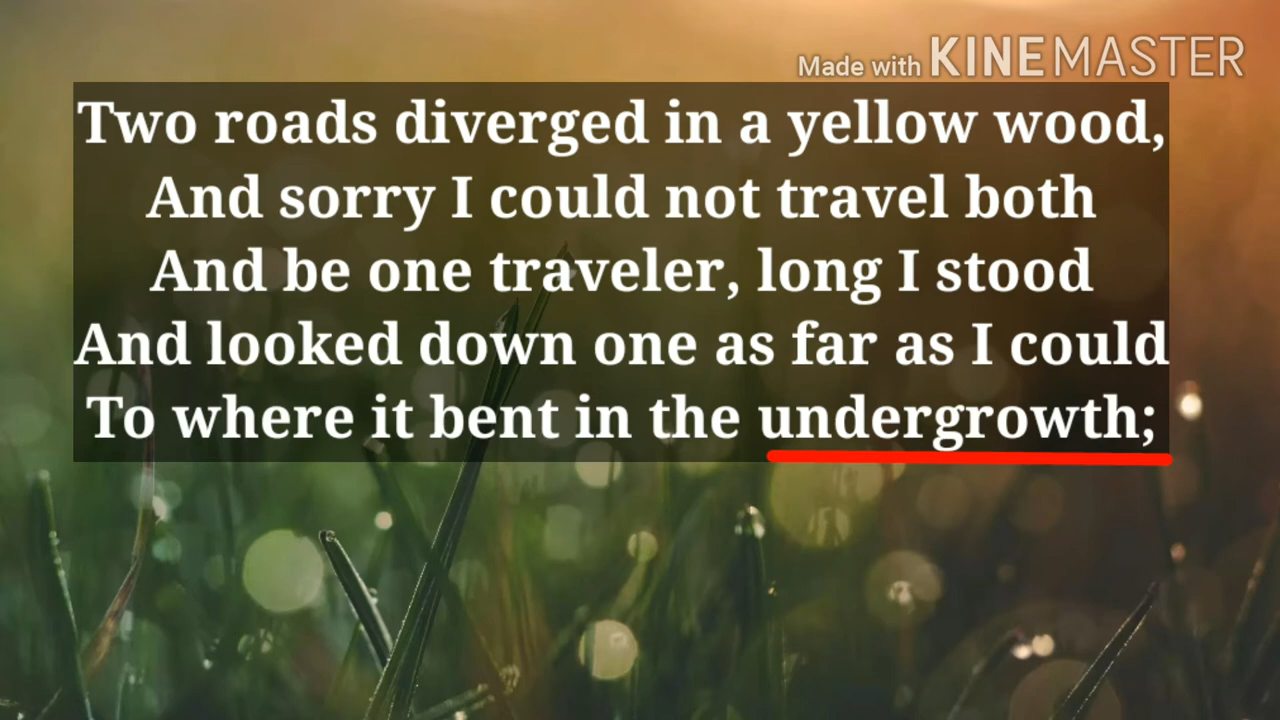 Made with KINEMASTER
Two roads diverged in a yellow wood,
And sorry I could not travel both
And be one traveler, long I stood
And looked down one as far as I could
To where it bent in the undergrowth;